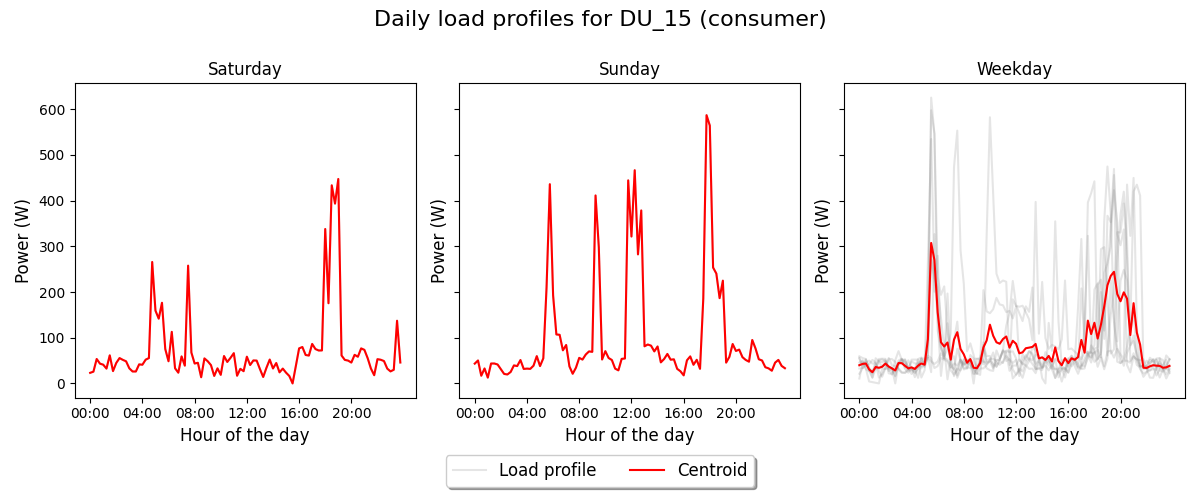 Daily load profiles for DU_15 (consumer)
Saturday
Sunday
Weekday
600
500
400
300
200
100
0
Power (W)
Power (W)
Power (W)
00:00 04:00 08:00 12:00 16:00 20:00
00:00 04:00 08:00 12:00 16:00 20:00
00:00 04:00 08:00 12:00 16:00 20:00
Hour of the day
Hour of the day
Hour of the day
Load profile
Centroid